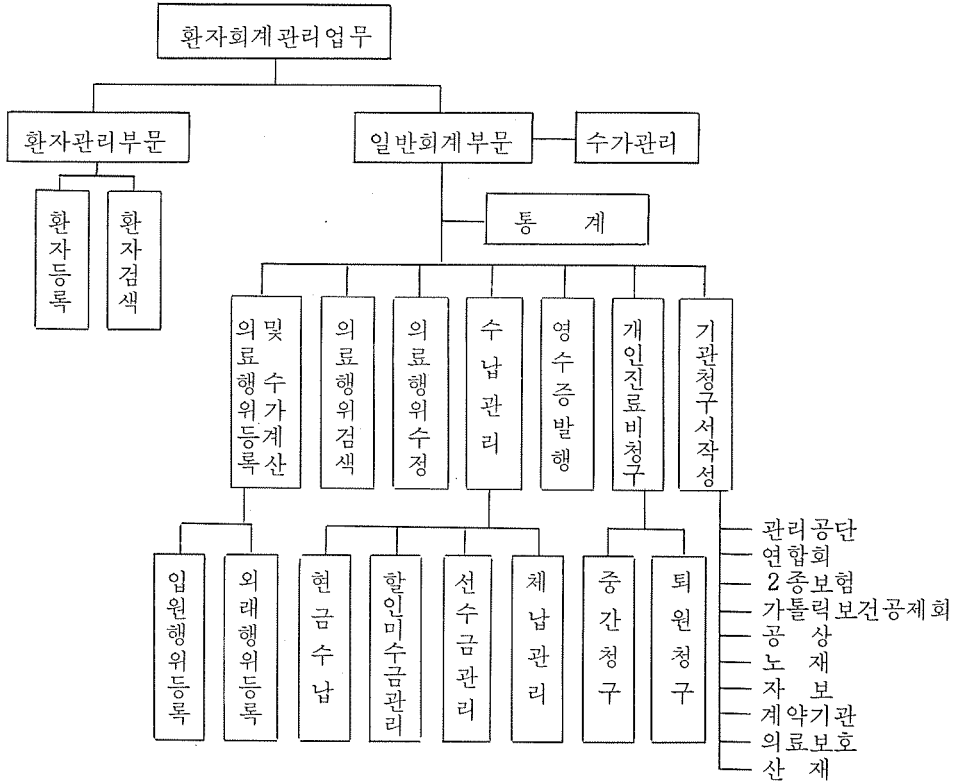 환자회계관리업무
환자관리부문
일반회계부문
수가관리
환자등록
환자검색
통 계
의료행위등록
및 수가계산
의료행위검색
의료행위수정
수납관리
영수증발행
개인진료비청구
기관청구서작성
입원행위등록
외래행위등록
현금수납
할인미수금관리
선수금관리
체납관리
중간청구
퇴원청구
관리공단
연합회
2종보험
가톨릭보건공제회
공 상
노 재
자 보
계약기관
의료보호
산 재